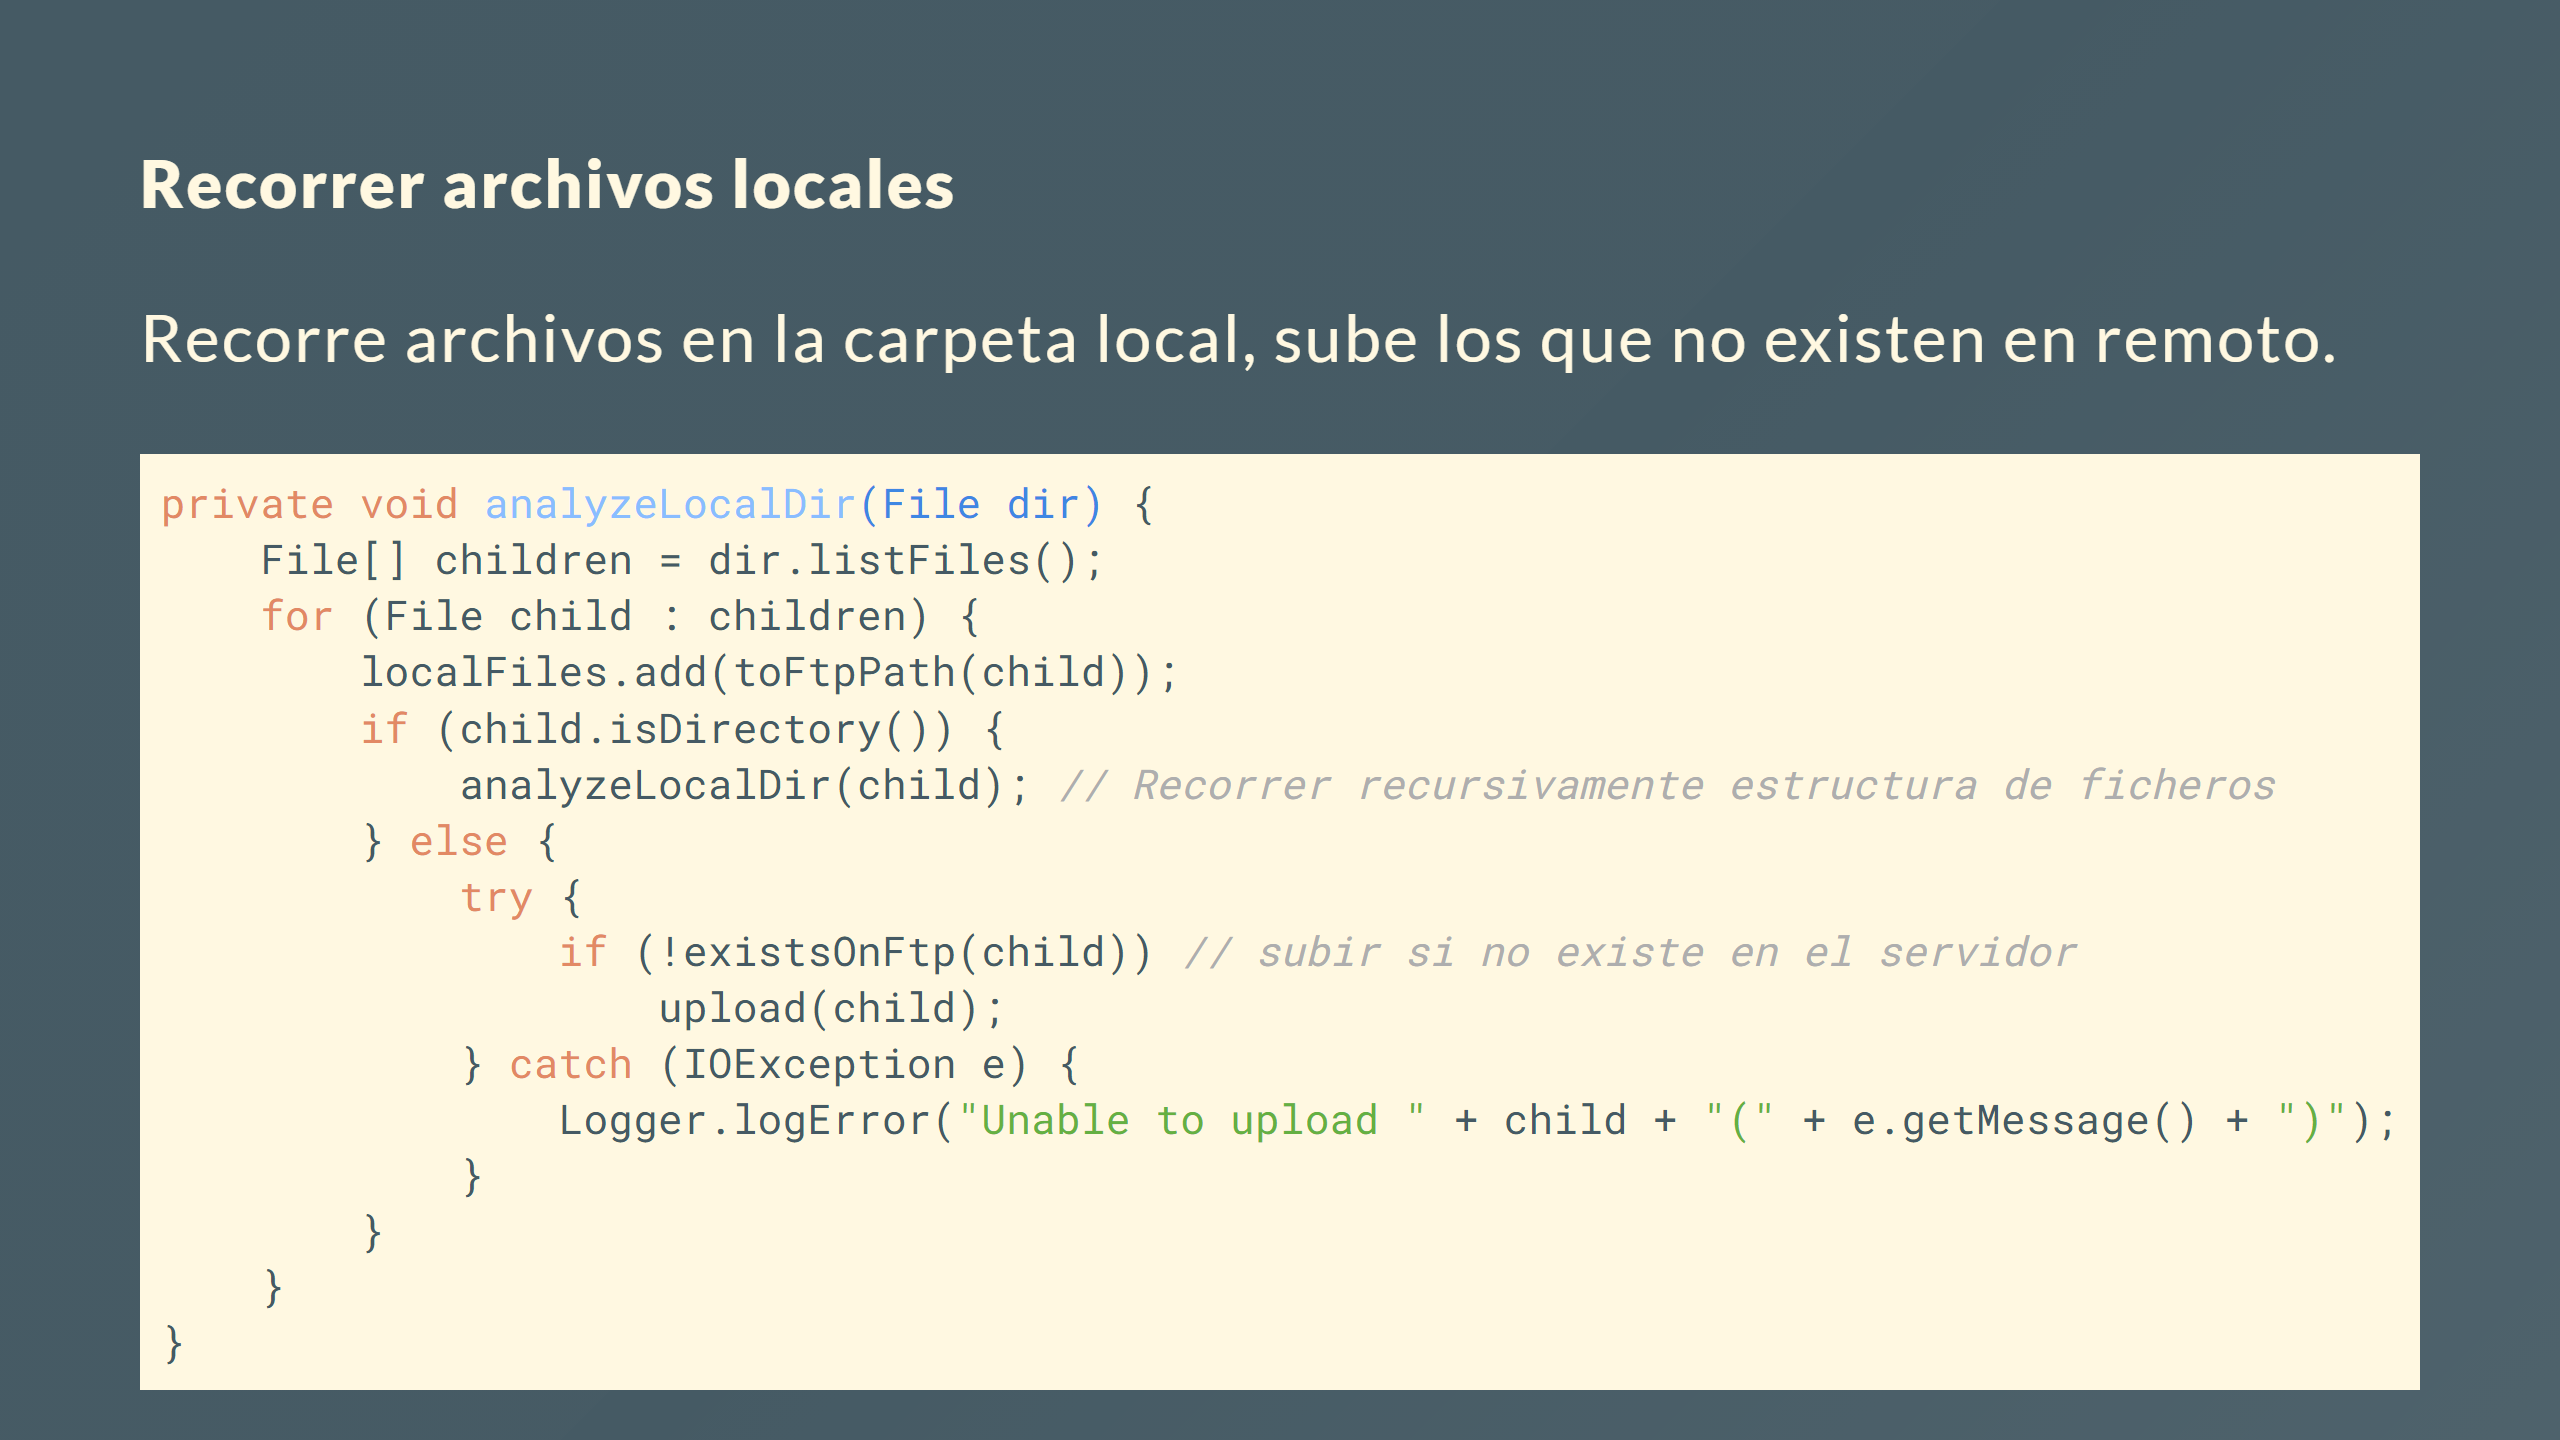 Recorrer archivos locales
Recorre archivos en la carpeta local, sube los que no existen en remoto.
private void analyzeLocalDir(File dir) {
    File[] children = dir.listFiles();
    for (File child : children) {
        localFiles.add(toFtpPath(child));
        if (child.isDirectory()) {
            analyzeLocalDir(child); // Recorrer recursivamente estructura de ficheros
        } else {
            try {
                if (!existsOnFtp(child)) // subir si no existe en el servidor
                    upload(child);
            } catch (IOException e) {
                Logger.logError("Unable to upload " + child + "(" + e.getMessage() + ")");
            }
        }
    }
}